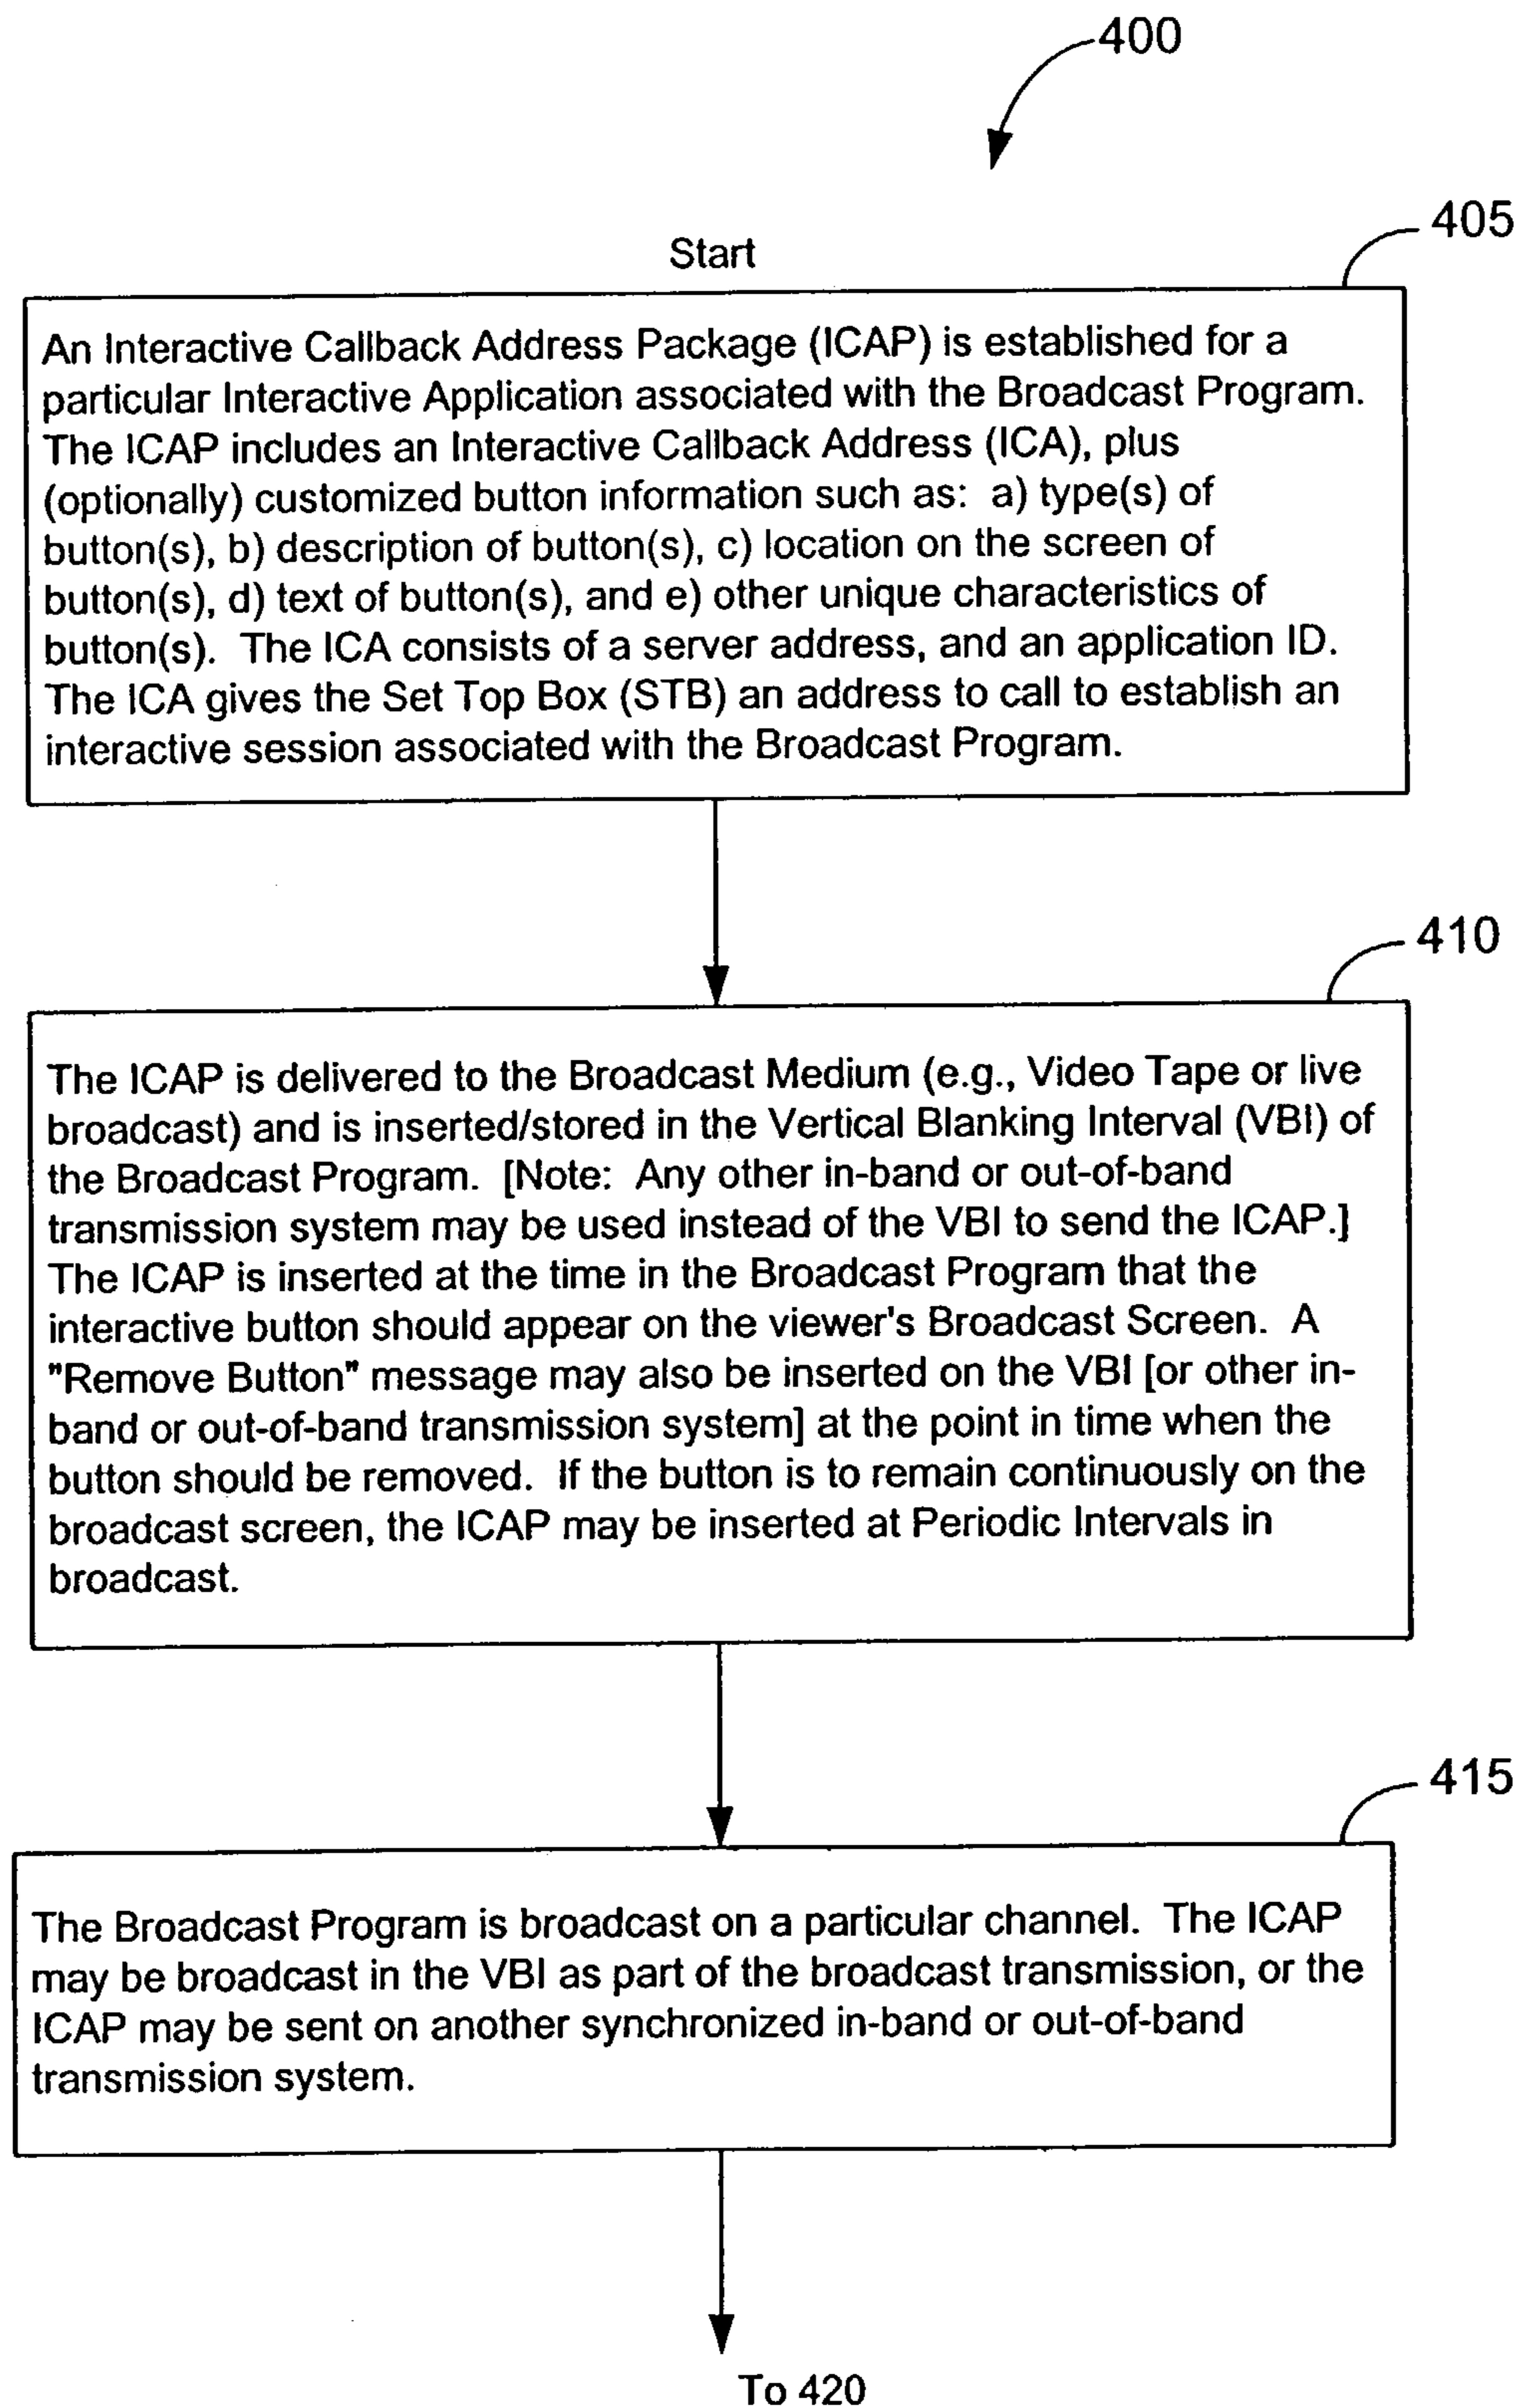 400
405
Start
An Interactive Callback Address Package (ICAP) is established for a
particular Interactive Application associated with the Broadcast Program.
The ICAP includes an Interactive Callback Address (ICA), plus
(optionally) customized button information such as: a) type(s) of
button(s), b) description of button(s), c) location on the screen of
button(s), d) text of button(s), and e) other unique characteristics of
button(s). The ICA consists of a server address, and an application ID.
The ICA gives the Set Top Box (STB) an address to call to establish an
interactive session associated with the Broadcast Program.
410
The ICAP is delivered to the Broadcast Medium (e.g., Video Tape or live
broadcast) and is inserted/stored in the Vertical Blanking Interval (VBI) of
the Broadcast Program. [Note: Any other in-band or out-of-band
transmission system may be used instead of the VBI to send the ICAP.]
The ICAP is inserted at the time in the Broadcast Program that the
interactive button should appear on the viewer's Broadcast Screen. A
"Remove Button" message may also be inserted on the VBI [or other in-
band or out-of-band transmission system] at the point in time when the
button should be removed. If the button is to remain continuously on the
broadcast screen, the ICAP may be inserted at Periodic Intervals in
broadcast.
415
The Broadcast Program is broadcast on a particular channel. The ICAP
may be broadcast in the VBI as part of the broadcast transmission, or the
ICAP may be sent on another synchronized in-band or out-of-band
transmission system.
To 420